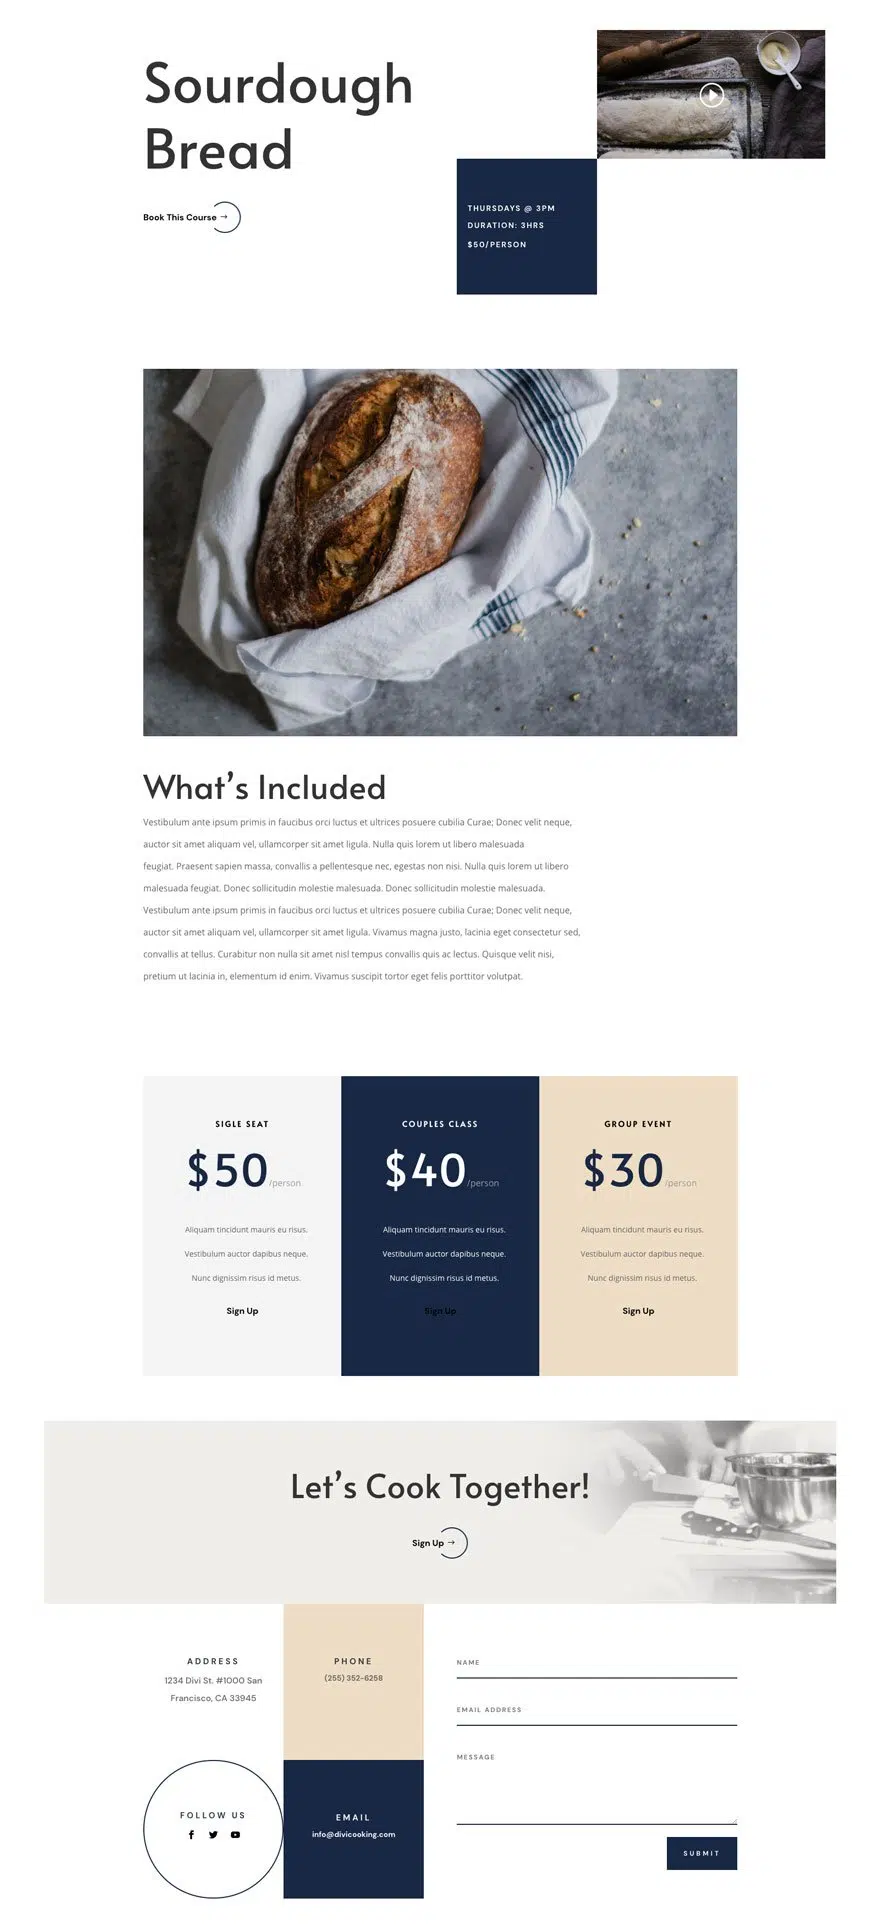 Sourdough
Bread
Book This Course →
THURSDAYS @ 3PM
DURATION: 3HRS
$50/PERSON
What’s Included
Vestibulum ante ipsum primis in faucibus orci luctus et ultrices posuere cubilia Curae; Donec velit neque,
auctor sit amet aliquam vel, ullamcorper sit amet ligula. Nulla quis lorem ut libero malesuada
feugiat. Praesent sapien massa, convallis a pellentesque nec, egestas non nisi. Nulla quis lorem ut libero
malesuada feugiat. Donec sollicitudin molestie malesuada. Donec sollicitudin molestie malesuada.
Vestibulum ante ipsum primis in faucibus orci luctus et ultrices posuere cubilia Curae; Donec velit neque,
auctor sit amet aliquam vel, ullamcorper sit amet ligula. Vivamus magna justo, lacinia eget consectetur sed,
convallis at tellus. Curabitur non nulla sit amet nisl tempus convallis quis ac lectus. Quisque velit nisi,
pretium ut lacinia in, elementum id enim. Vivamus suscipit tortor eget felis porttitor volutpat.
SIGLE SEAT
$50/person
Aliquam tincidunt mauris eu risus.
Vestibulum auctor dapibus neque.
Nunc dignissim risus id metus.
Sign Up
COUPLES CLASS
$40/person
Aliquam tincidunt mauris eu risus.
Vestibulum auctor dapibus neque.
Nunc dignissim risus id metus.
Sign Up
GROUP EVENT
$30/person
Aliquam tincidunt mauris eu risus.
Vestibulum auctor dapibus neque.
Nunc dignissim risus id metus.
Sign Up
Let’s Cook Together!
Sign Up →
ADDRESS
1234 Divi St. #1000 San
Francisco, CA 33945
PHONE
(255) 352-6258
FOLLOW US
EMAIL
info@divicooking.com
NAME
EMAIL ADDRESS
MESSAGE
SUBMIT